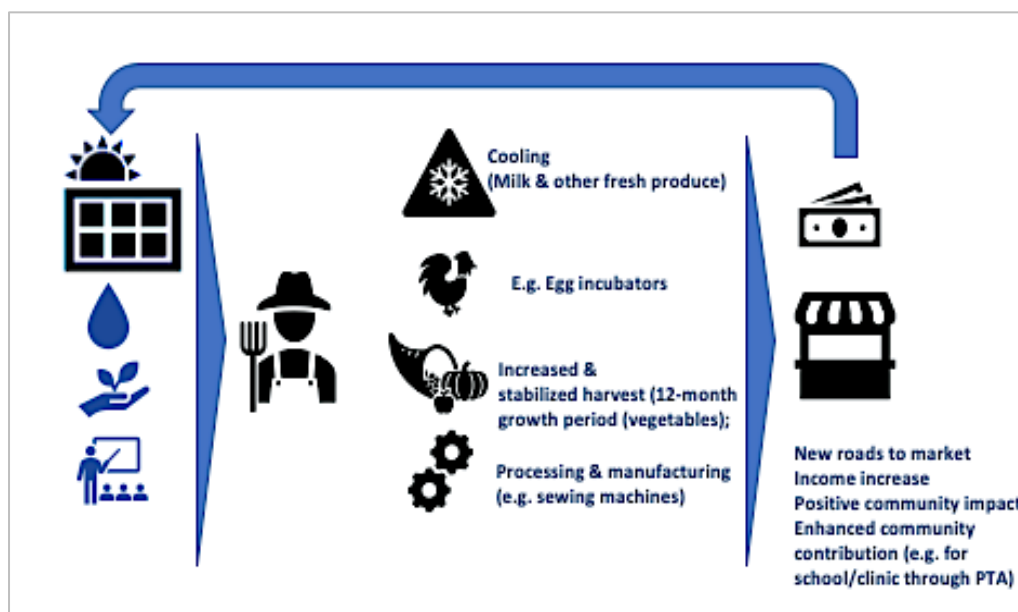 Cooling
(Milk & other fresh produce)
E.g. Egg incubators
Increased &
stabilized harvest (12-month
growth period (vegetables);
Processing & manufacturing
(e.g. sewing machines)
New roads to market
Income increase
Positive community impact
Enhanced community
contribution (e.g. for
school/clinic through PTA)